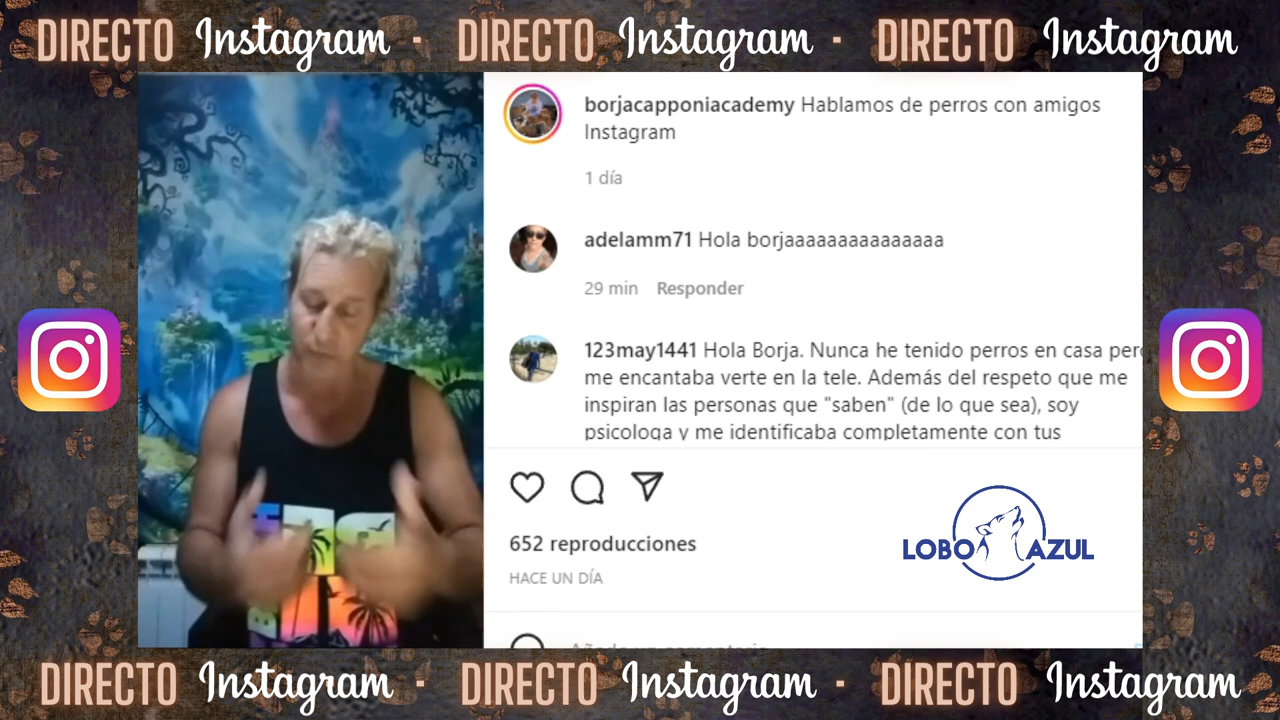 DIRECTO Instagram · DIRECTO Instagram · DIRECTO Instagram
borjacapponiacademy Hablamos de perros con amigos
Instagram
1 día
adelamm71 Hola borjaaaaaaaaaaaaaaa
29 min Responder
123may1441 Hola Borja. Nunca he tenido perros en casa pero
me encantaba verte en la tele. Además del respeto que me
inspiran las personas que "saben" (de lo que sea), soy
psicologa y me identificaba completamente con tus
652 reproducciones
HACE UN DÍA
LOBO AZUL
DIRECTO Instagram · DIRECTO Instagram · DIRECTO Instagram